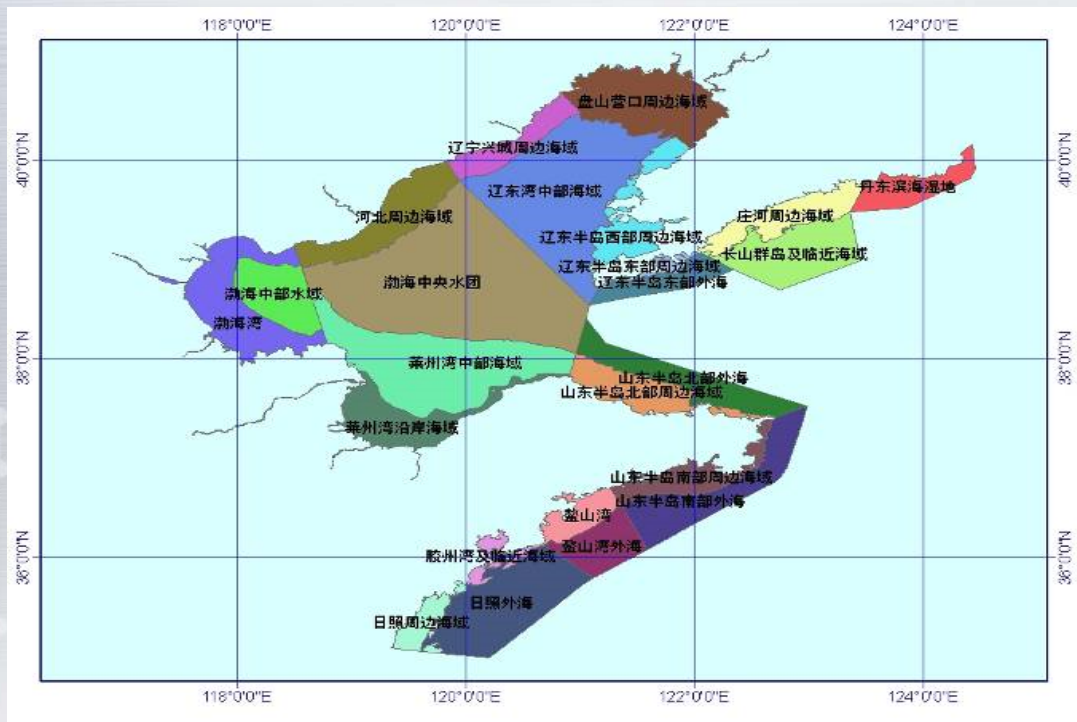 118°0'0"E
120°0'0"E
122°0'0"E
124°0'0"E
盘山营口周边海域
辽宁兴城周边海域
40°0'0"N
40°0'0"N
辽东湾中部海域
丹东滨海湿地
河北周边海域
庄河周边海域
辽东半岛西部周边海域
长山群岛及临近海域
辽东半岛东部周边海域
渤海中央水团
辽东半岛东部外海
渤海中部水域
渤海湾
38°0'0"N
38°0'0"N
莱州湾中部海域
山东半岛北部外海
山东半岛北部周边海域
莱州湾沿岸海域
山东半岛南部周边海域
山东半岛南部外海
鳌山湾
鳌山湾外海
胶州湾及临近海域
36°0'0"N
36°0'0"N
日照外海
日照周边海域
118°0'0"E
120°0'0"E
122°0'0"E
124°0'0"E